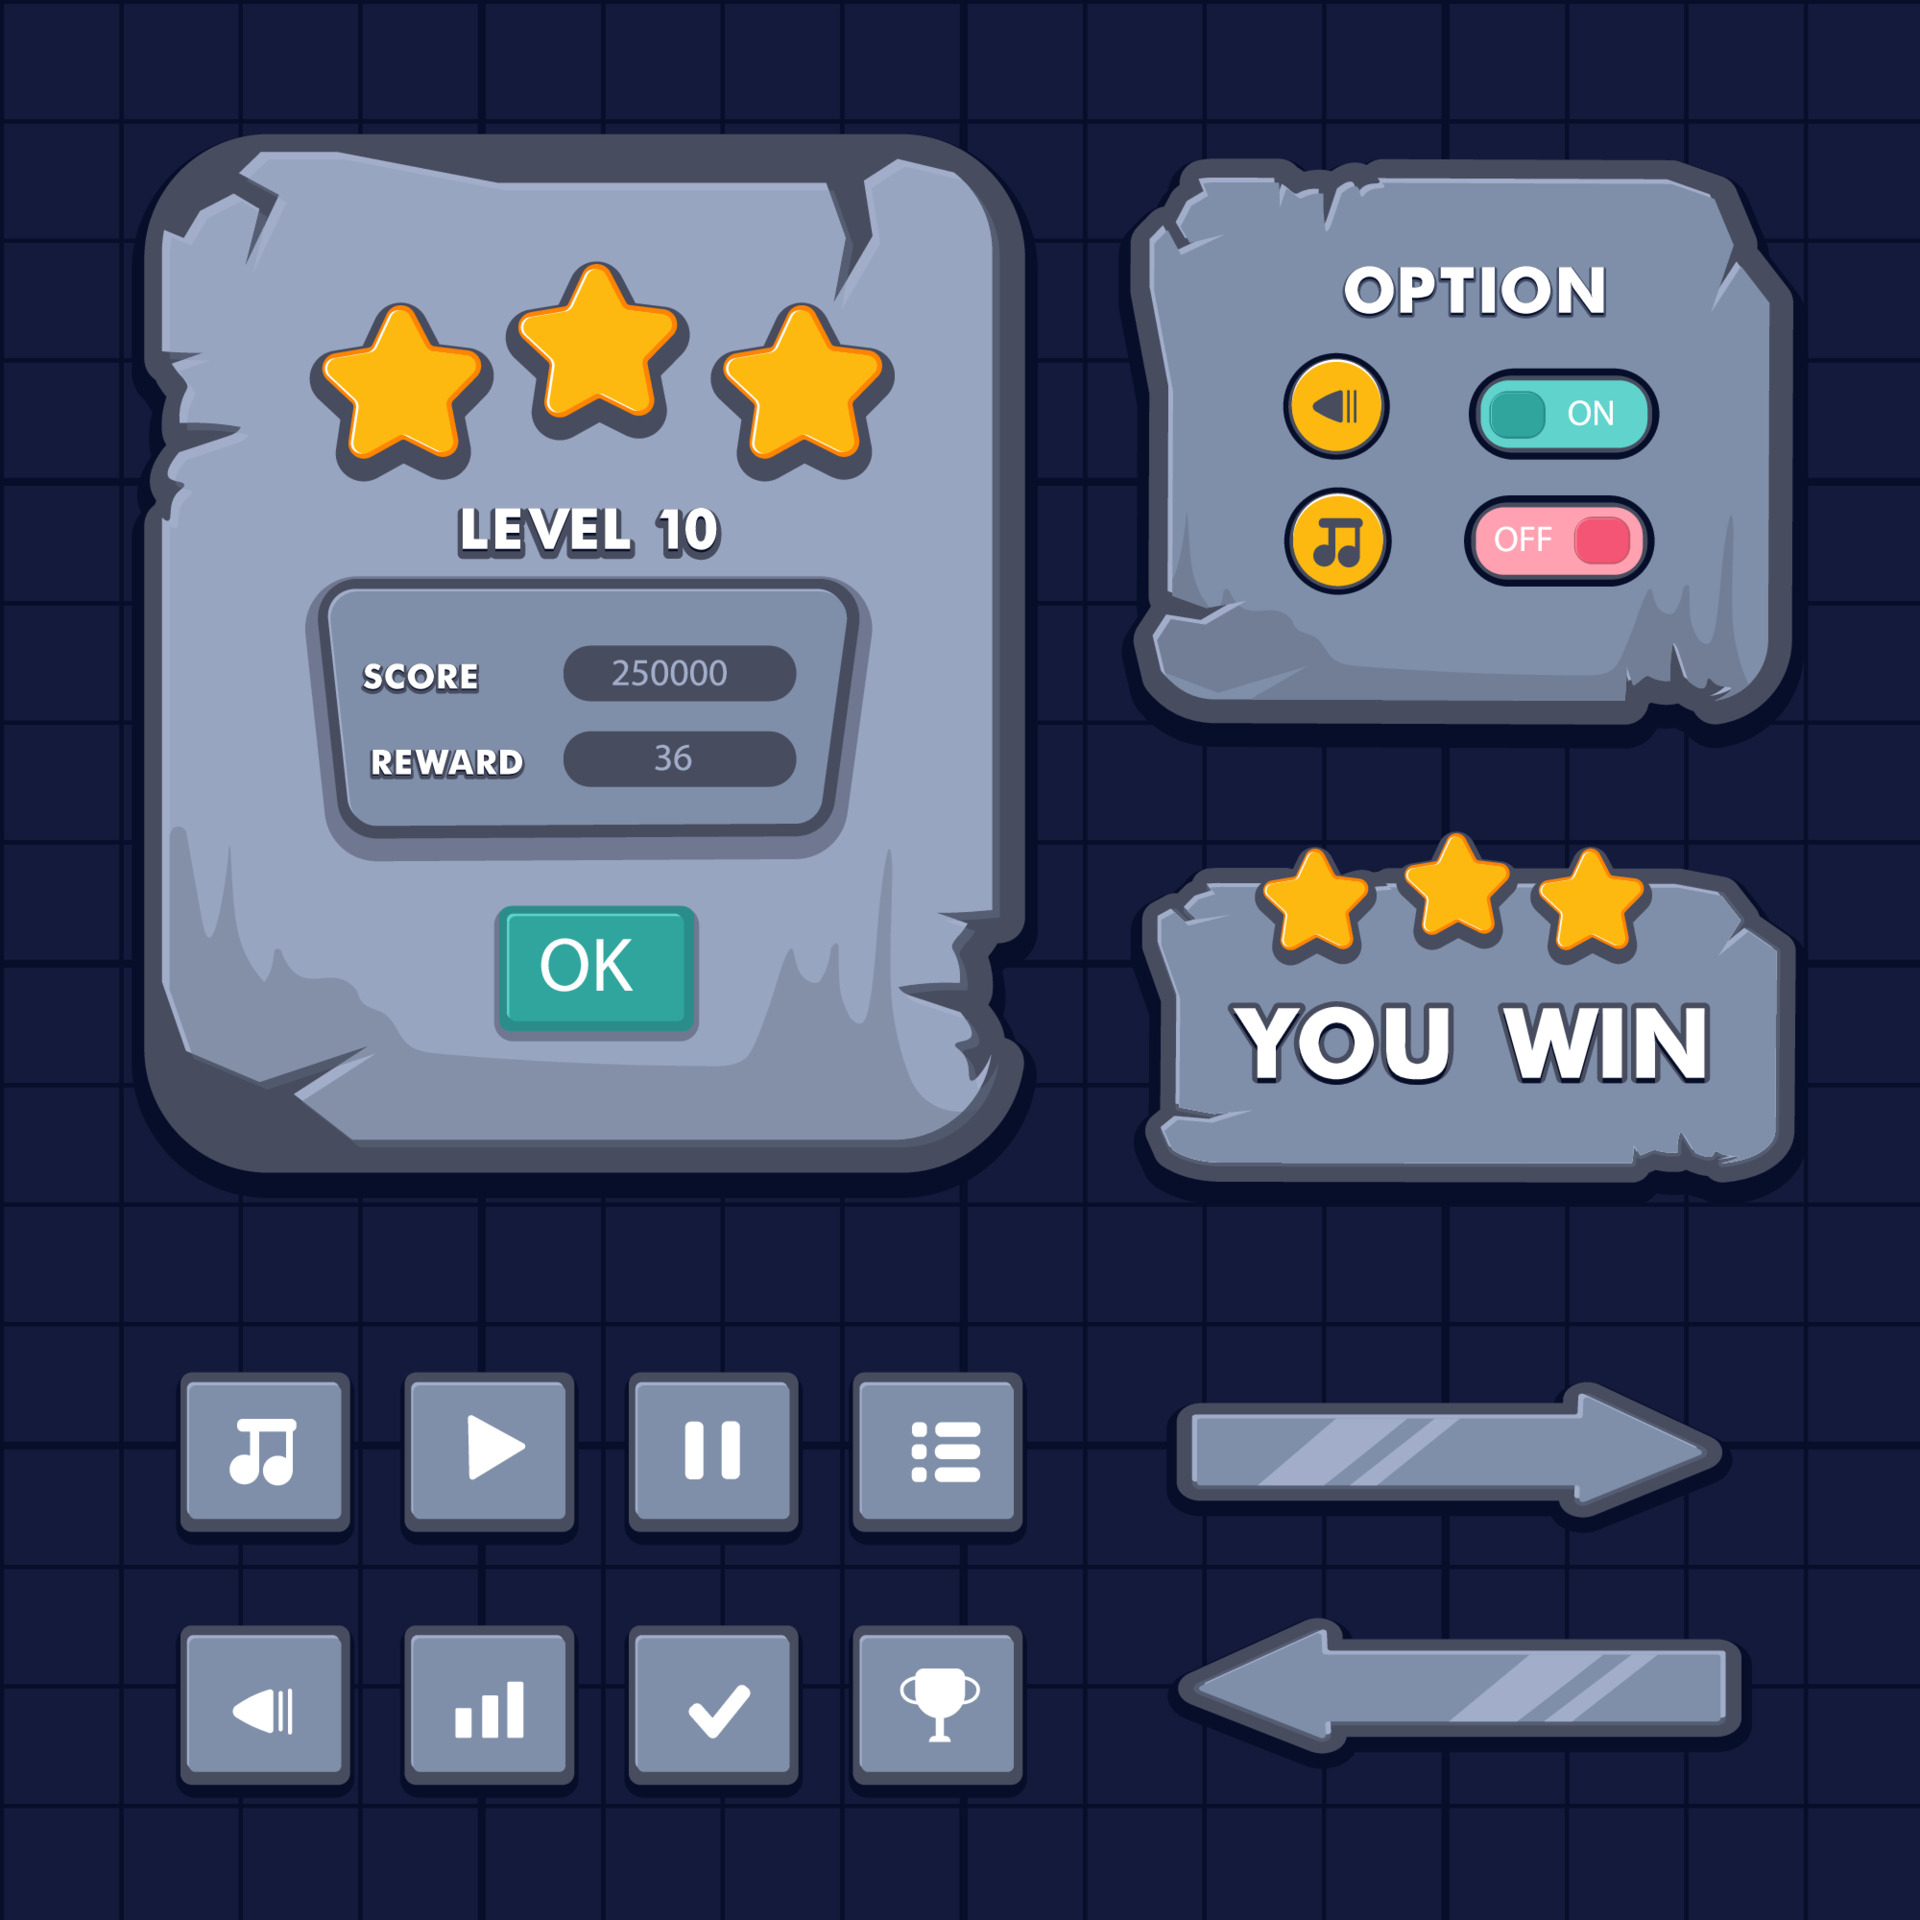 LEVEL 10
SCORE 250000
REWARD 36
OK
OPTION
ON
OFF
YOU WIN